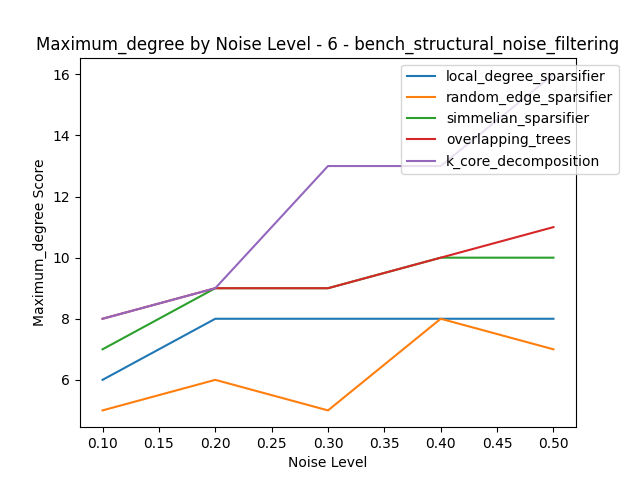 Maximum_degree by Noise Level - 6 - bench_structural_noise_filtering
local_degree_sparsifier
random_edge_sparsifier
simmelian_sparsifier
overlapping_trees
k_core_decomposition
Maximum_degree Score
16
14
12
10
8
6
0.10 0.15 0.20 0.25 0.30 0.35 0.40 0.45 0.50
Noise Level